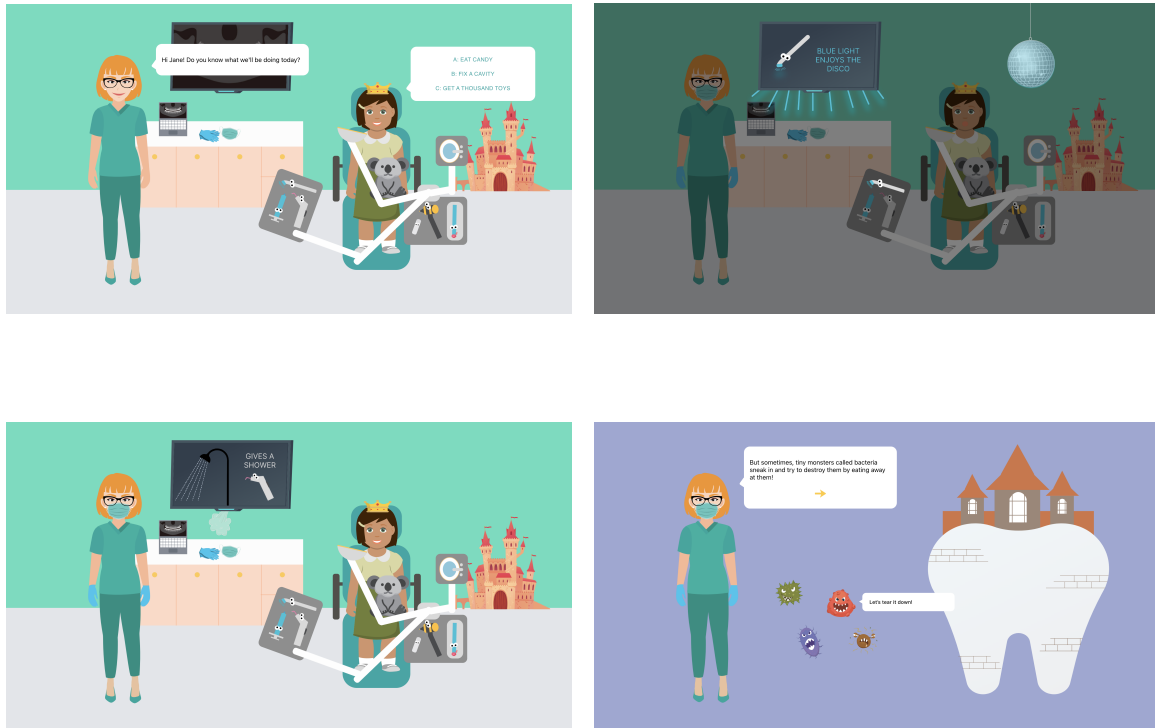 Hi Jane! Do you know what we'll be doing today?
A: EAT CANDY
B: FIX A CAVITY
C: GET A THOUSAND TOYS
BLUE LIGHT
ENJOYS THE
DISCO
GIVES A
SHOWER
But sometimes, tiny monsters called bacteria
sneak in and try to destroy them by eating away
at them!
Let's tear it down!